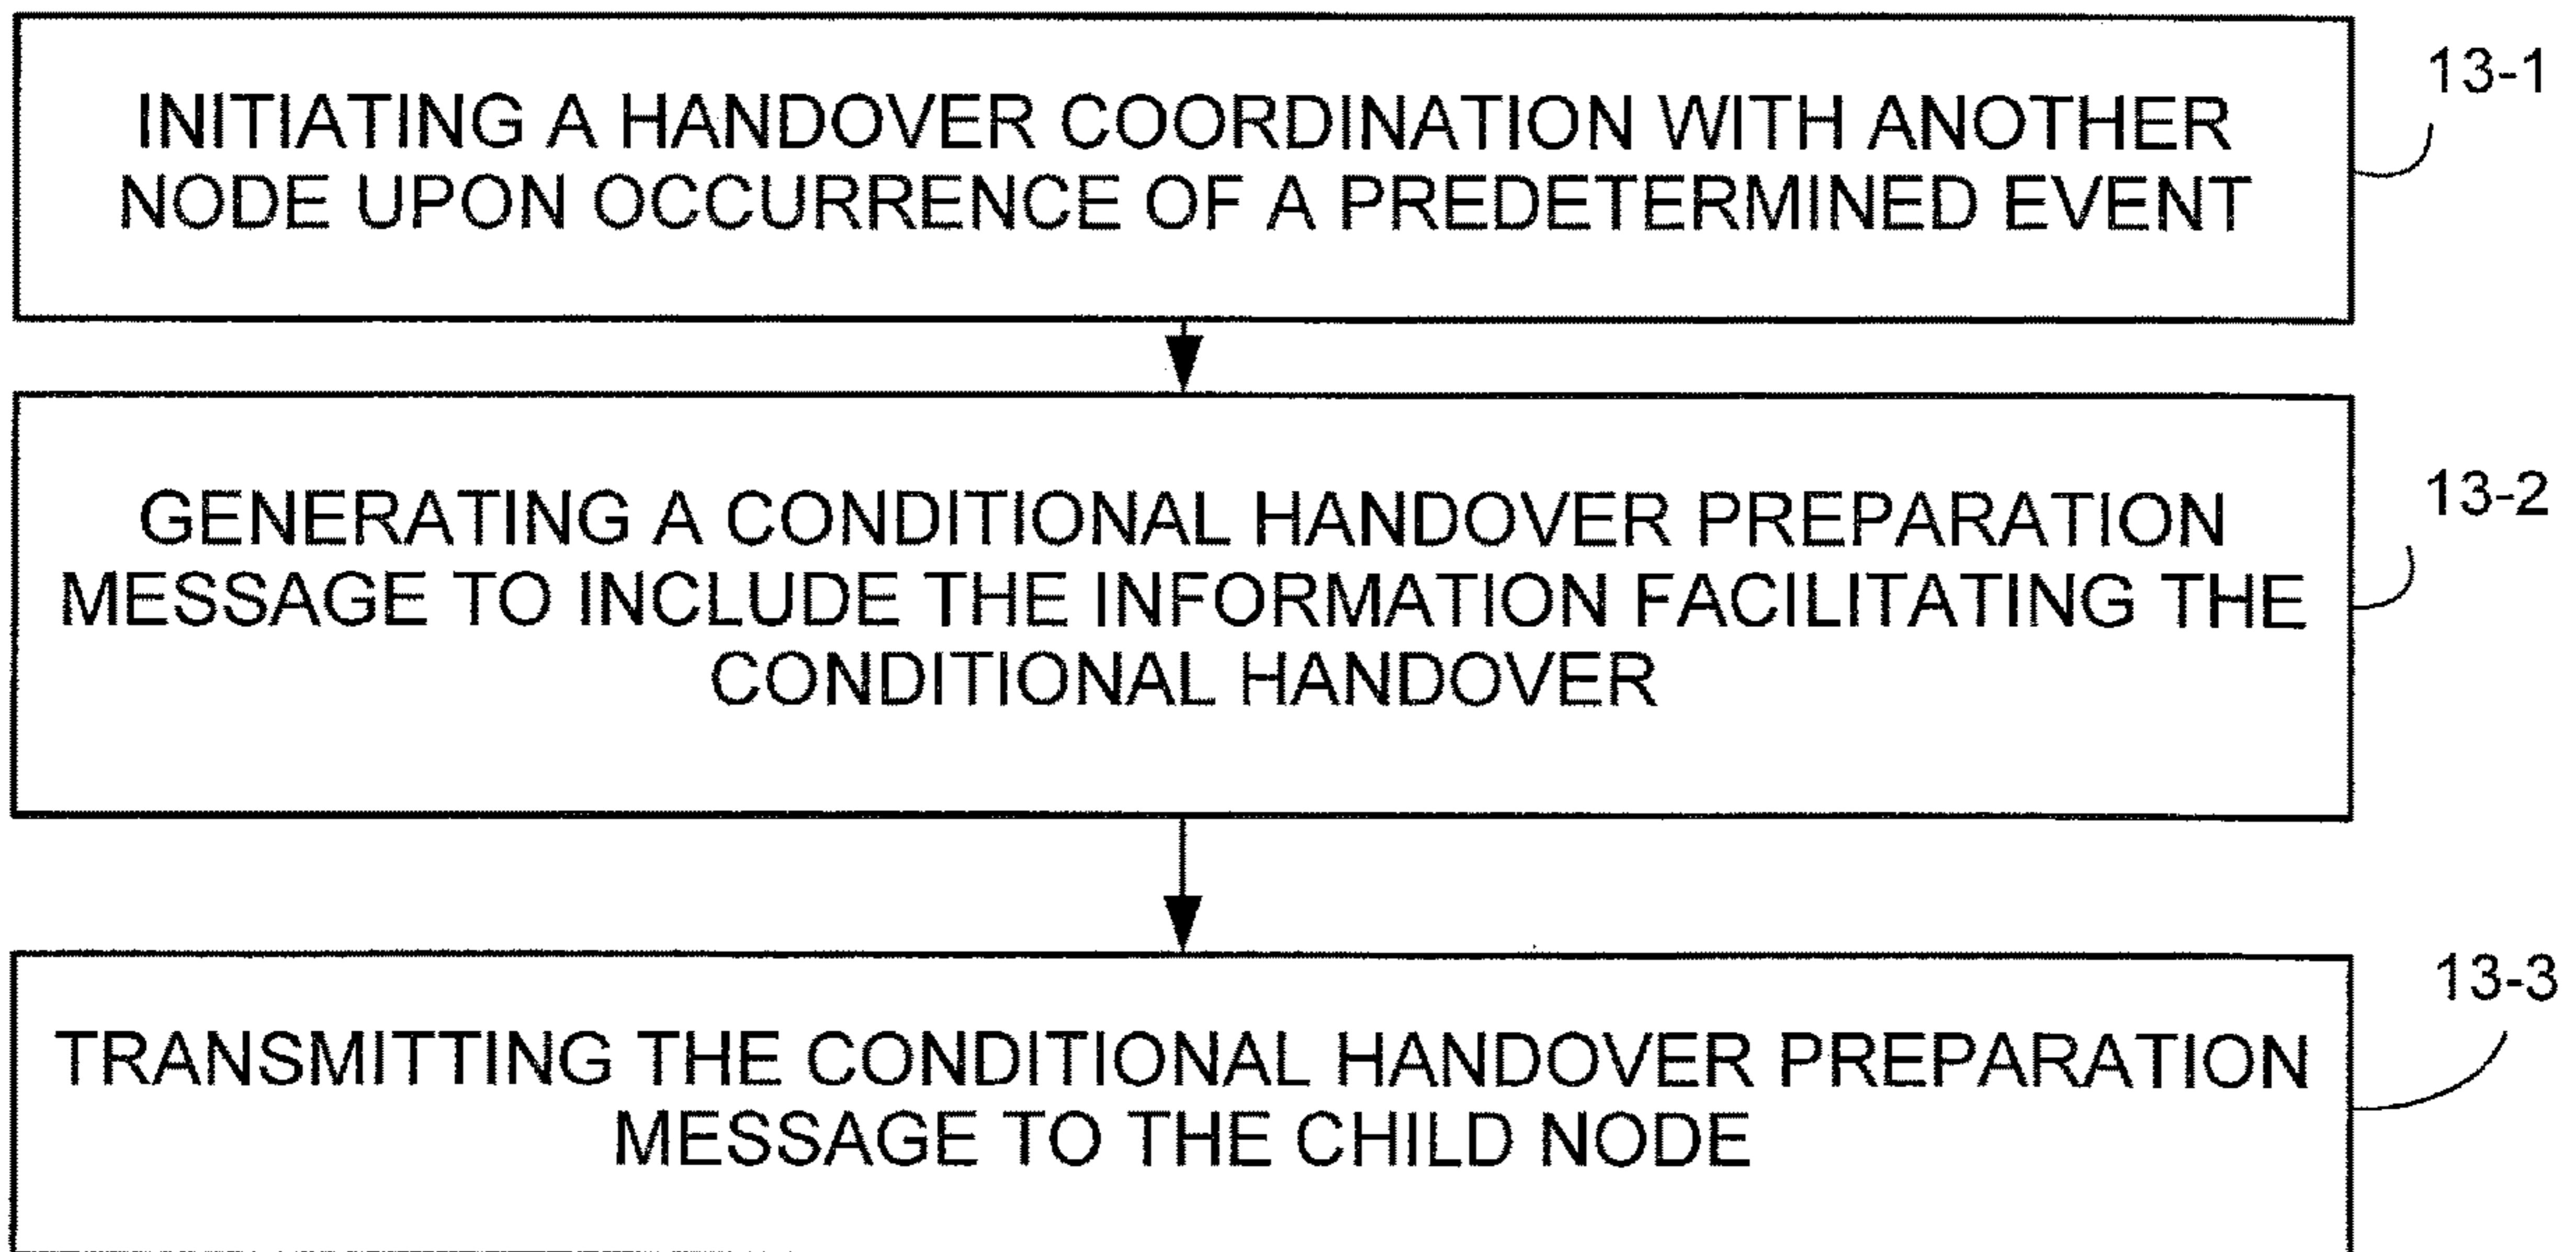 INITIATING A HANDOVER COORDINATION WITH ANOTHER
NODE UPON OCCURRENCE OF A PREDETERMINED EVENT
13-1
GENERATING A CONDITIONAL HANDOVER PREPARATION
MESSAGE TO INCLUDE THE INFORMATION FACILITATING THE
CONDITIONAL HANDOVER
13-2
TRANSMITTING THE CONDITIONAL HANDOVER PREPARATION
MESSAGE TO THE CHILD NODE
13-3